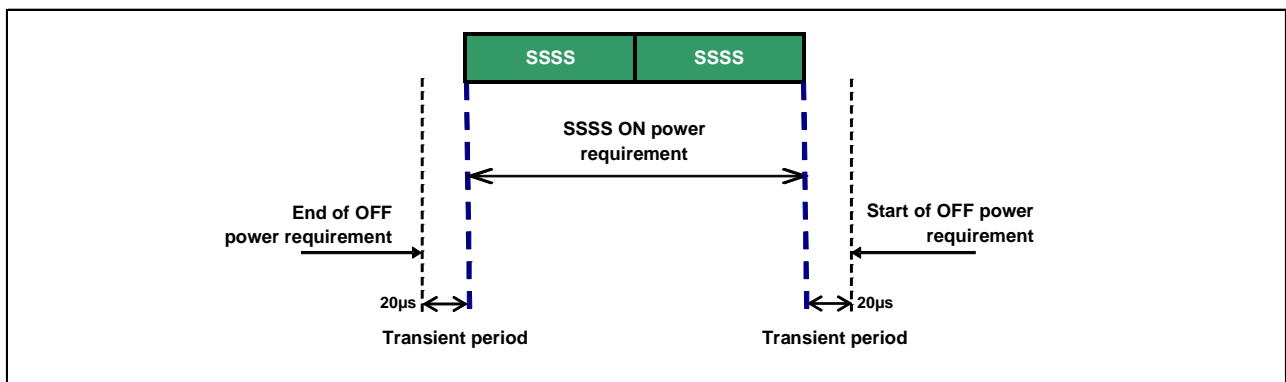 SSSS SSSS
SSSS ON power
requirement
End of OFF
power requirement
Start of OFF power
requirement
20µs
20µs
Transient period
Transient period